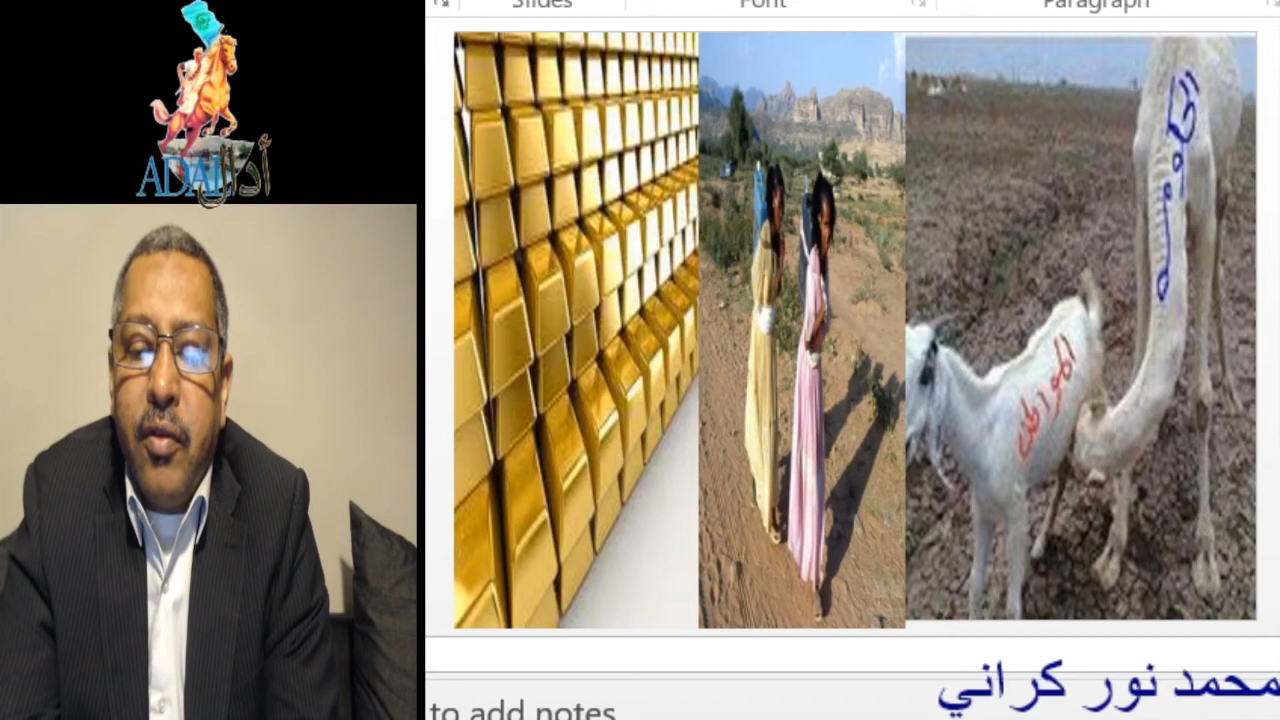 Slides Font Paragraph
ADAL أدال
الحكومة
المواطن
محمد نور كراني
to add notes